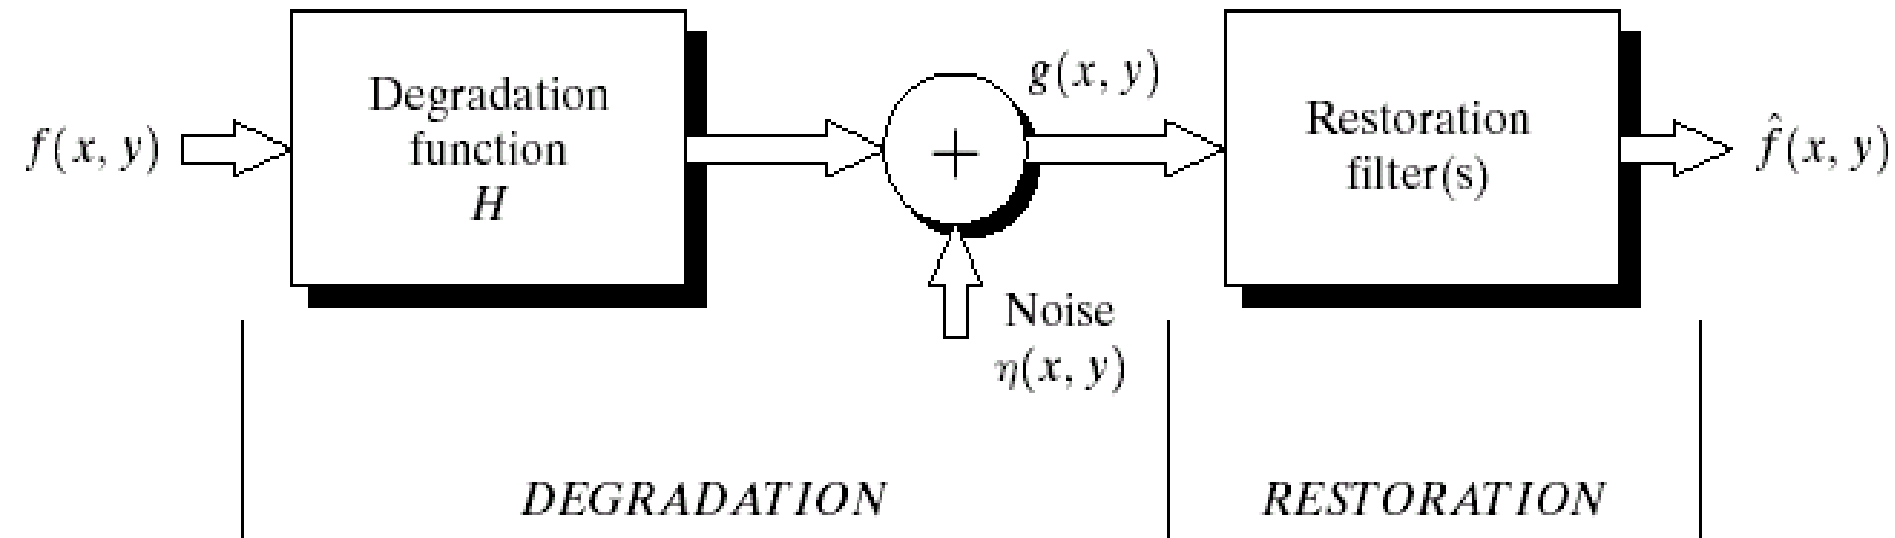 f(x, y)
Degradation
function
H
+
g(x, y)
Noise
η(x, y)
Restoration
filter(s)
f̂(x, y)
DEGRADATION
RESTORATION